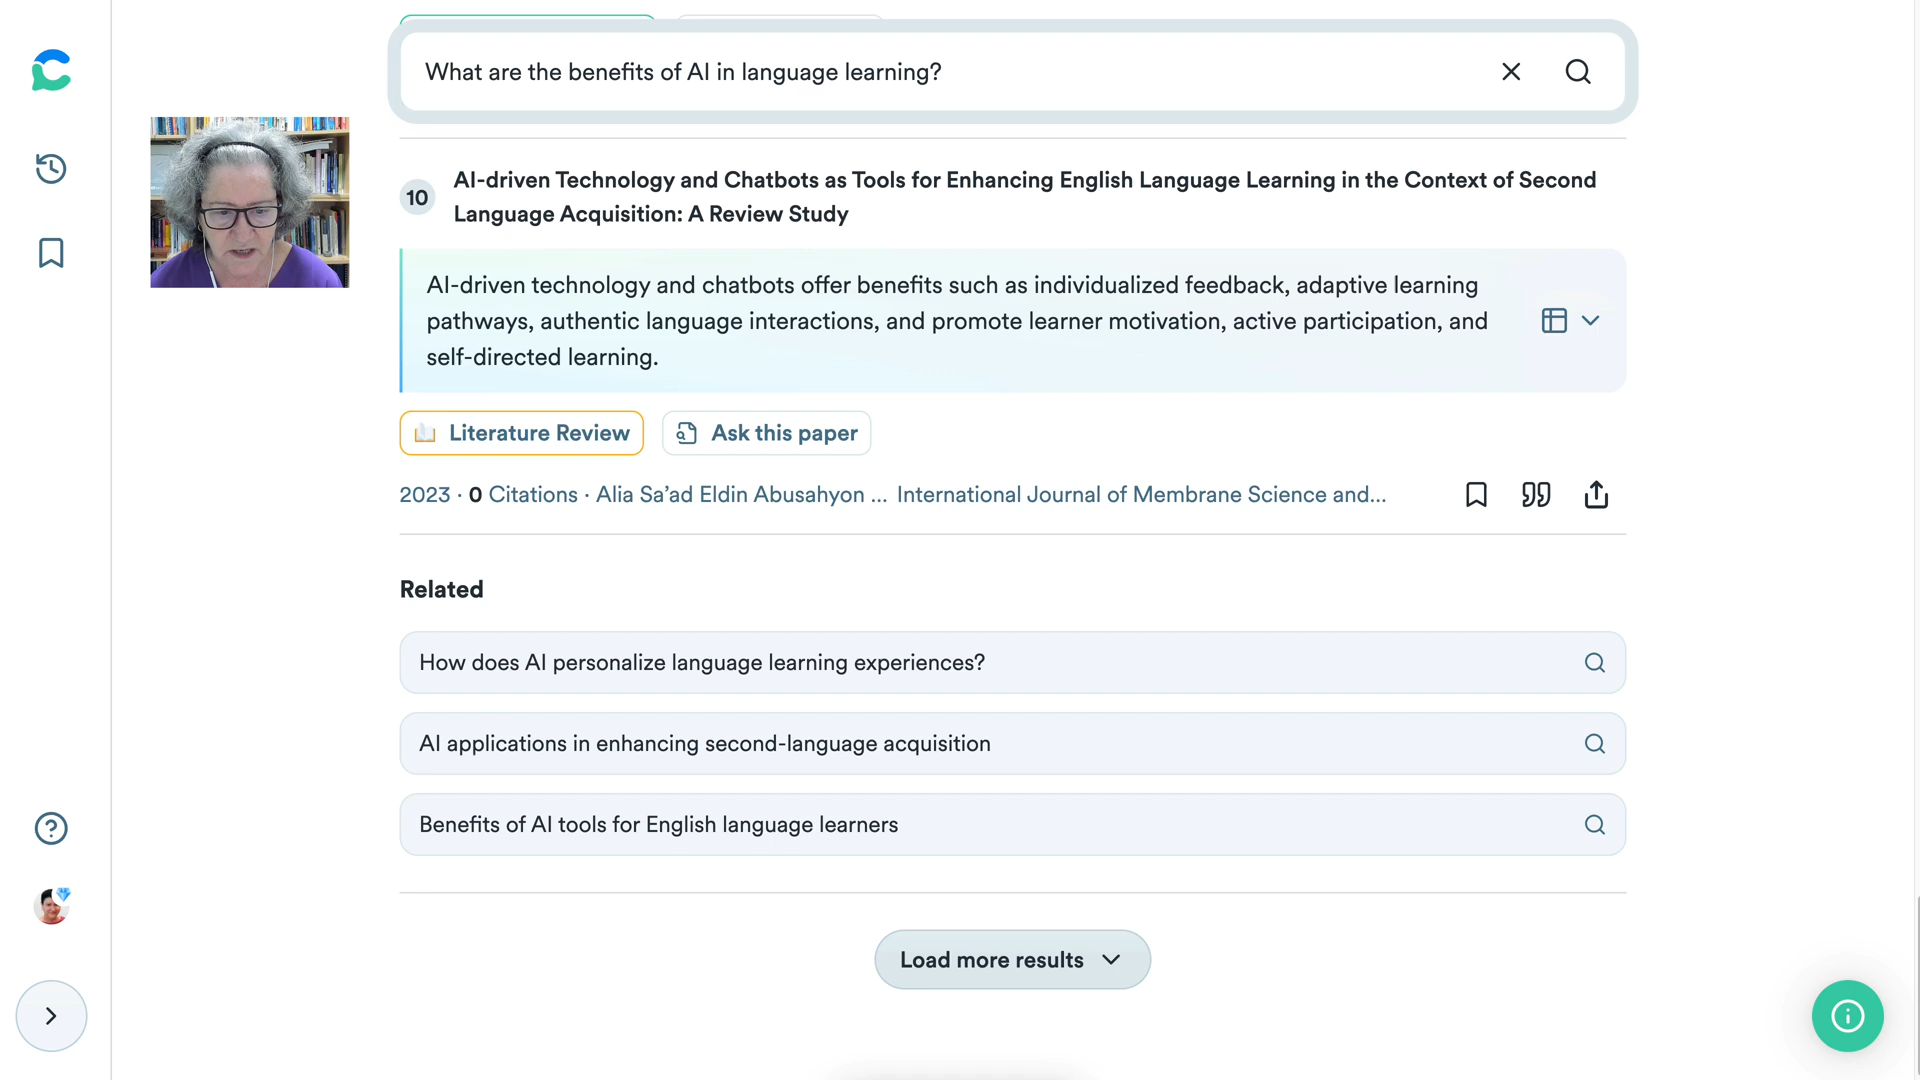 What are the benefits of AI in language learning?
10
AI-driven Technology and Chatbots as Tools for Enhancing English Language Learning in the Context of Second
Language Acquisition: A Review Study
AI-driven technology and chatbots offer benefits such as individualized feedback, adaptive learning
pathways, authentic language interactions, and promote learner motivation, active participation, and
self-directed learning.
Literature Review
Ask this paper
2023 · 0 Citations · Alia Sa’ad Eldin Abusahyon ... International Journal of Membrane Science and...
Related
How does AI personalize language learning experiences?
AI applications in enhancing second-language acquisition
Benefits of AI tools for English language learners
Load more results